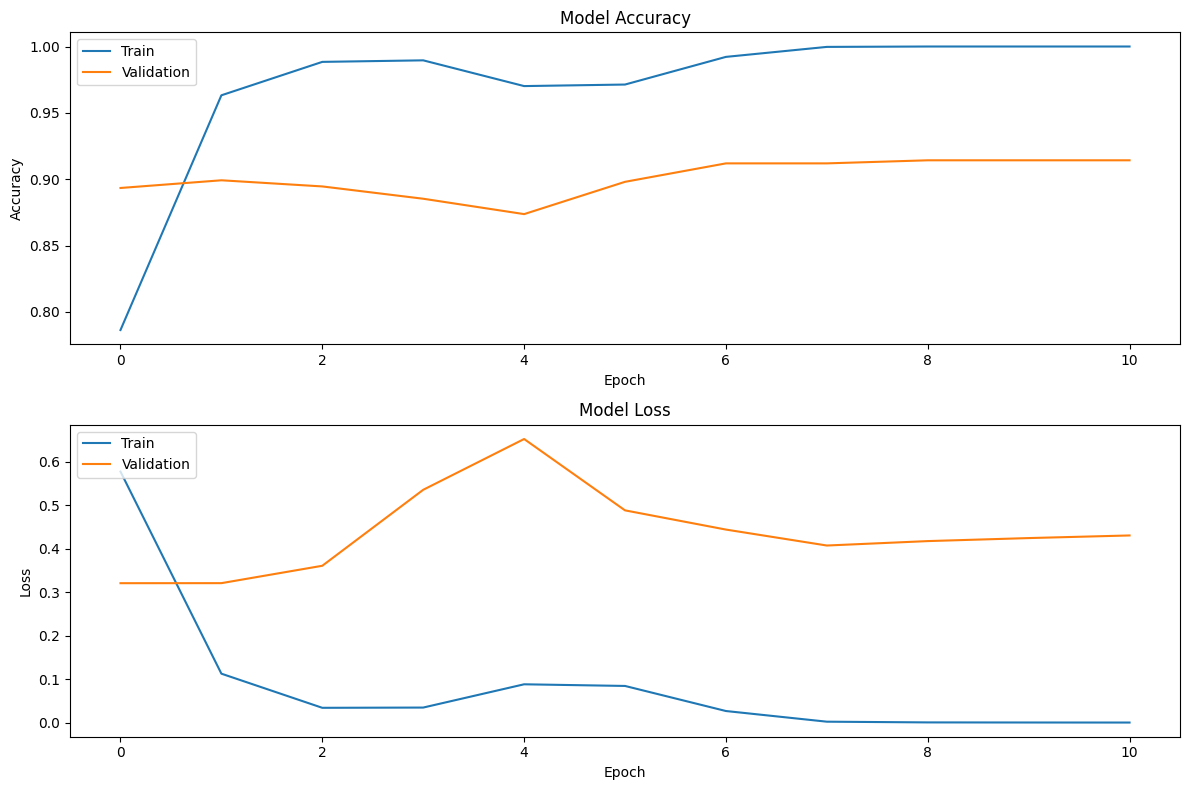 Model Accuracy
Train
Validation
1.00
0.95
0.90
0.85
0.80
Accuracy
0 2 4 6 8 10
Epoch
Model Loss
Train
Validation
0.6
0.5
0.4
0.3
0.2
0.1
0.0
Loss
0 2 4 6 8 10
Epoch